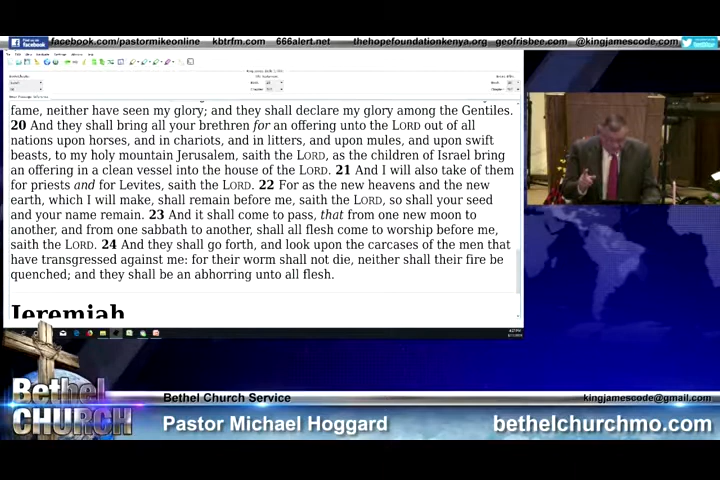 Find us on
facebook
facebook.com/pastormikeonline kbtrfm.com 666alert.net thehopefoundationkenya.org geofrisbee.com @kingjamescode
twitter
fame, neither have seen my glory; and they shall declare my glory among the Gentiles.
20 And they shall bring all your brethren for an offering unto the LORD out of all
nations upon horses, and in chariots, and in litters, and upon mules, and upon swift
beasts, to my holy mountain Jerusalem, saith the LORD, as the children of Israel bring
an offering in a clean vessel into the house of the LORD. 21 And I will also take of them
for priests and for Levites, saith the LORD. 22 For as the new heavens and the new
earth, which I will make, shall remain before me, saith the LORD, so shall your seed
and your name remain. 23 And it shall come to pass, that from one new moon to
another, and from one sabbath to another, shall all flesh come to worship before me,
saith the LORD. 24 And they shall go forth, and look upon the carcases of the men that
have transgressed against me: for their worm shall not die, neither shall their fire be
quenched; and they shall be an abhorring unto all flesh.
Jeremiah
Bethel
CHURCH
Bethel Church Service
kingjamescode@gmail.com
Pastor Michael Hoggard
bethelchurchmo.com